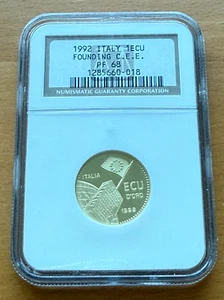 1992 ITALY 1ECU
FOUNDING C.E.E.
PF 68
1285660-018
NUMISMATIC GUARANTY CORPORATION
ITALIA
ECU
D'ORO
1992